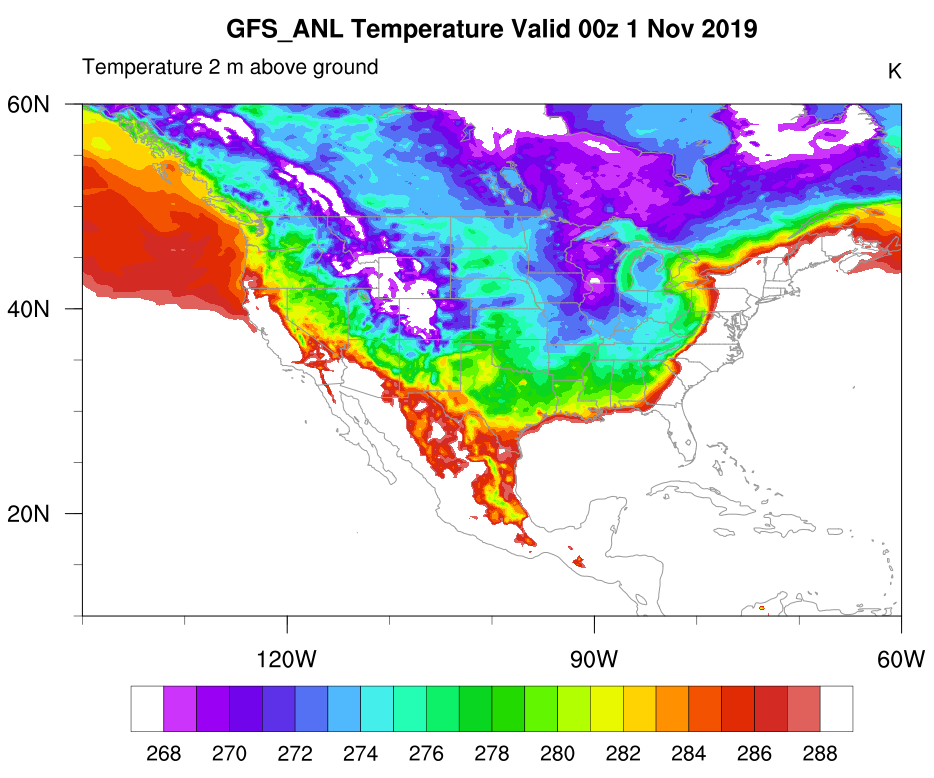 GFS_ANL Temperature Valid 00z 1 Nov 2019
Temperature 2 m above ground K
60N
40N
20N
120W 90W 60W
268 270 272 274 276 278 280 282 284 286 288